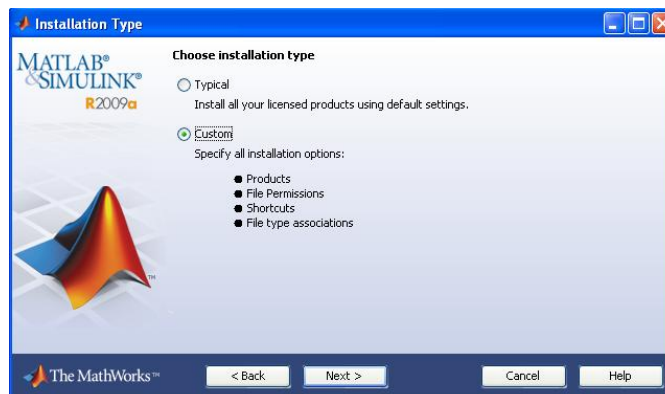 Installation Type
MATLAB®
&SIMULINK®
R2009a
Choose installation type
Typical
Install all your licensed products using default settings.
Custom
Specify all installation options:
● Products
● File Permissions
● Shortcuts
● File type associations
TM
The MathWorks™
< Back
Next >
Cancel
Help